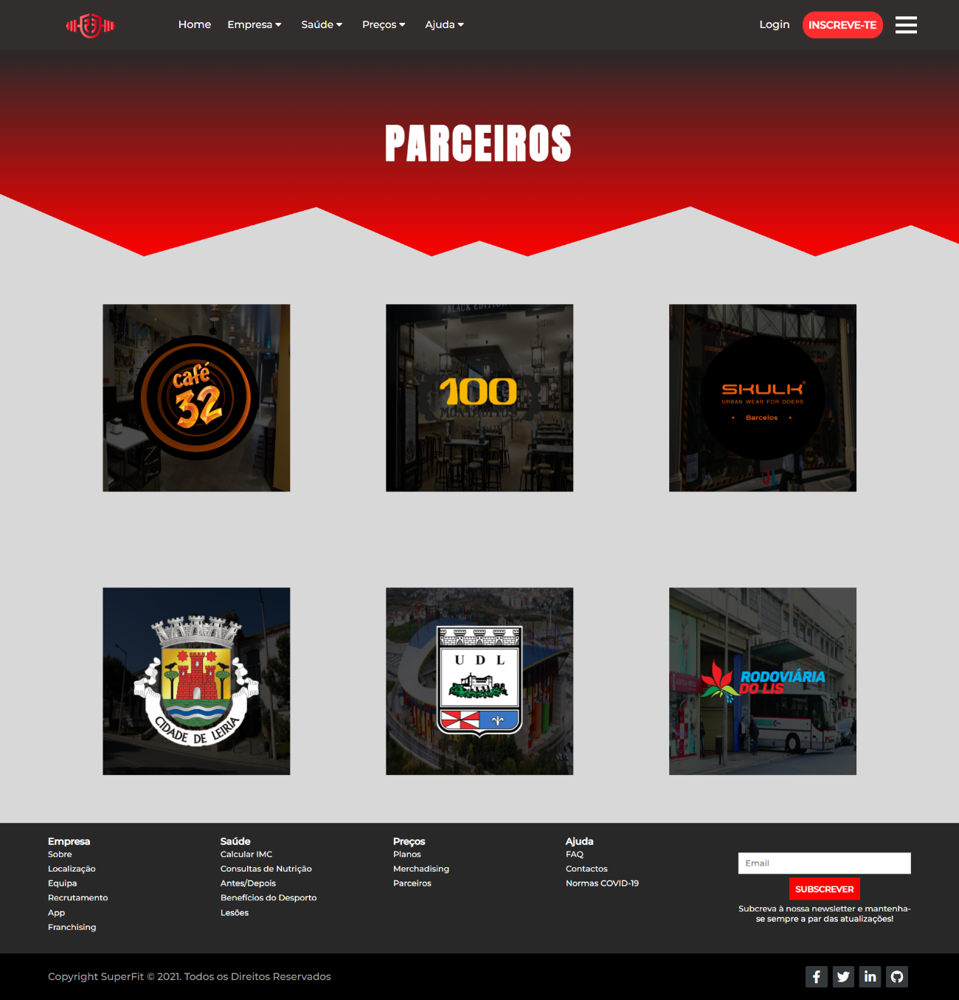 Home Empresa Saúde Preços Ajuda Login INSCREVE-TE
PARCEIROS
café
32
/ BLACK EDITION
100
MONTADITOS
SKULK®
URBAN WEAR FOR DOERS
• Barcelos •
CIDADE DE LEIRIA
U D L
RODOVIÁRIA
DO LIS
Empresa
Sobre
Localização
Equipa
Recrutamento
App
Franchising
Saúde
Calcular IMC
Consultas de Nutrição
Antes/Depois
Benefícios do Desporto
Lesões
Preços
Planos
Merchadising
Parceiros
Ajuda
FAQ
Contactos
Normas COVID-19
Email
SUBSCREVER
Subcreva à nossa newsletter e mantenha-
se sempre a par das atualizações!
Copyright SuperFit © 2021. Todos os Direitos Reservados